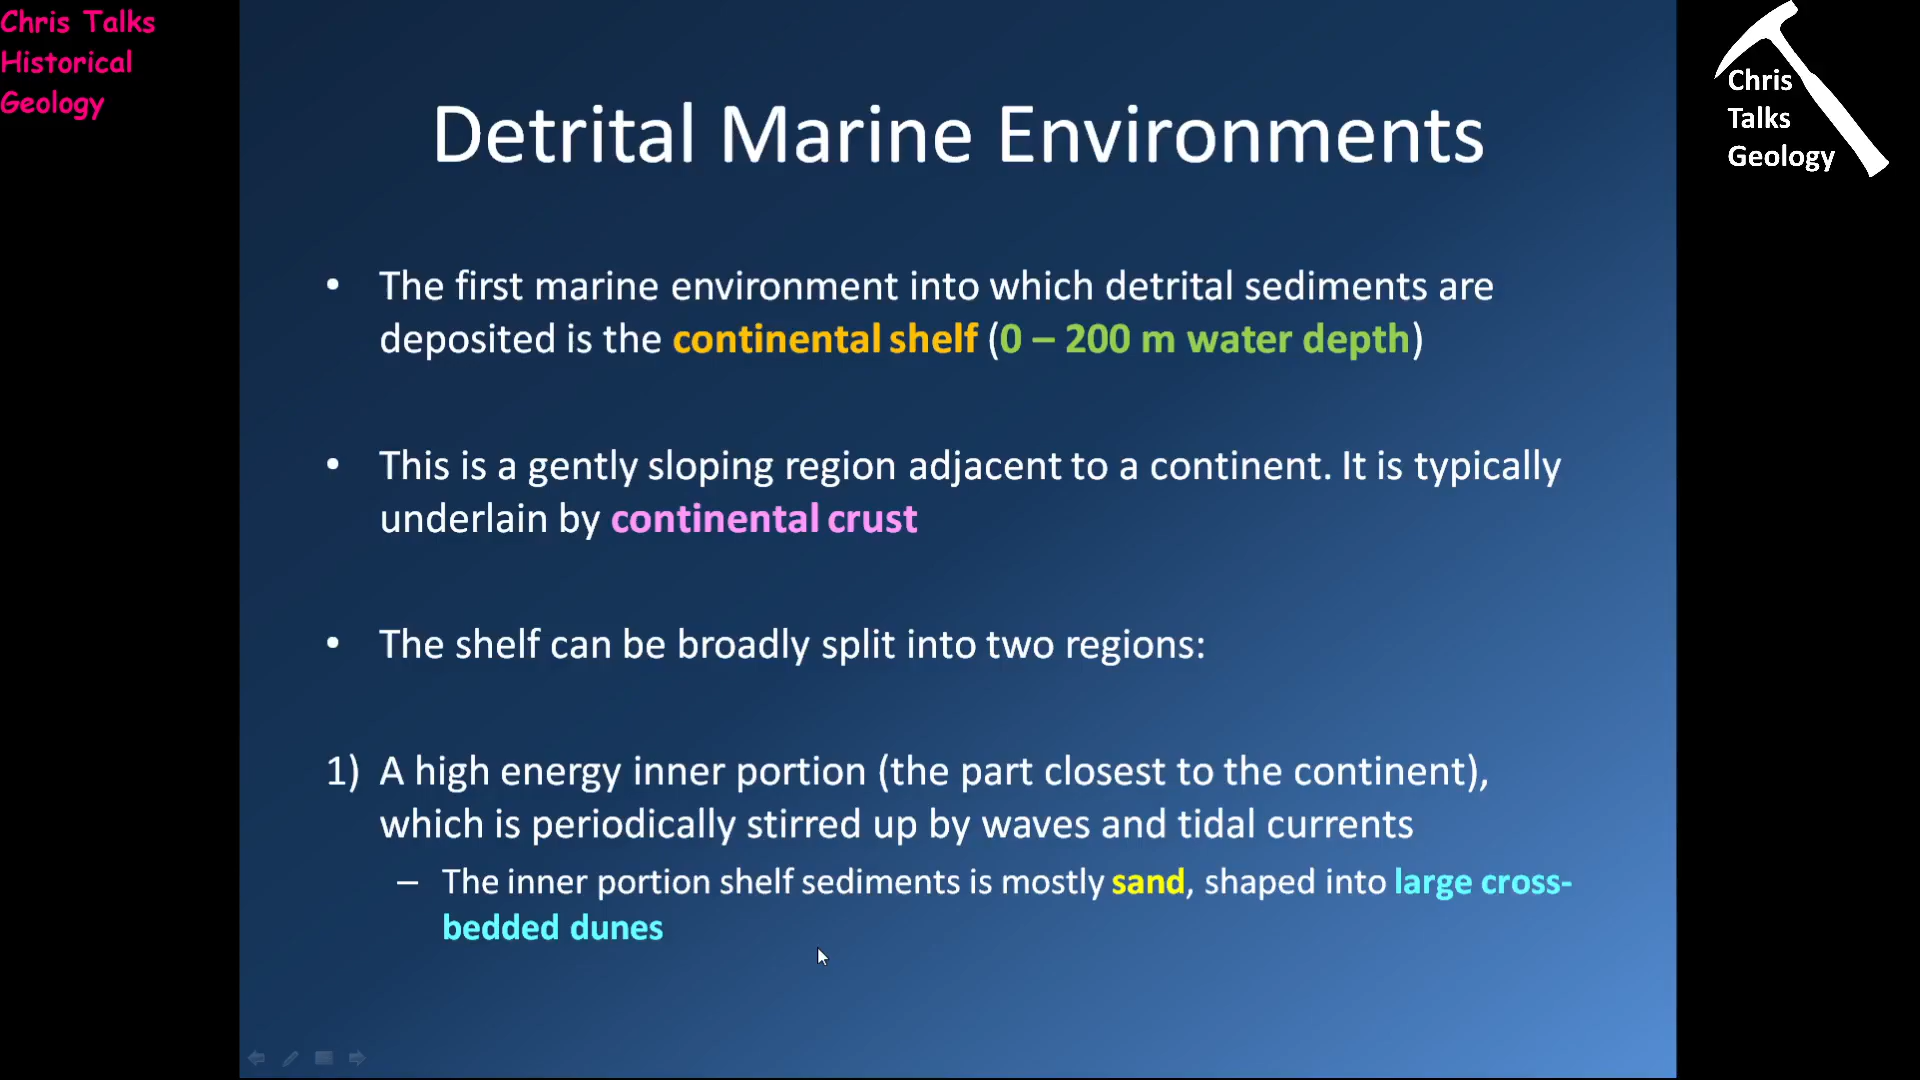 Chris Talks
Historical
Geology
Chris
Talks
Geology
Detrital Marine Environments
• The first marine environment into which detrital sediments are
deposited is the continental shelf (0 – 200 m water depth)
• This is a gently sloping region adjacent to a continent. It is typically
underlain by continental crust
• The shelf can be broadly split into two regions:
1) A high energy inner portion (the part closest to the continent),
which is periodically stirred up by waves and tidal currents
– The inner portion shelf sediments is mostly sand, shaped into large cross-
bedded dunes